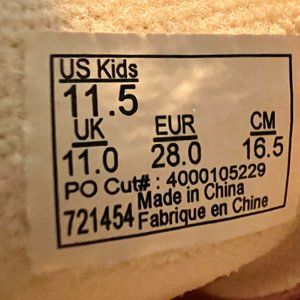 US Kids
11.5
UK EUR CM
11.0 28.0 16.5
PO Cut# : 4000105229
Made in China
721454 Fabrique en Chine